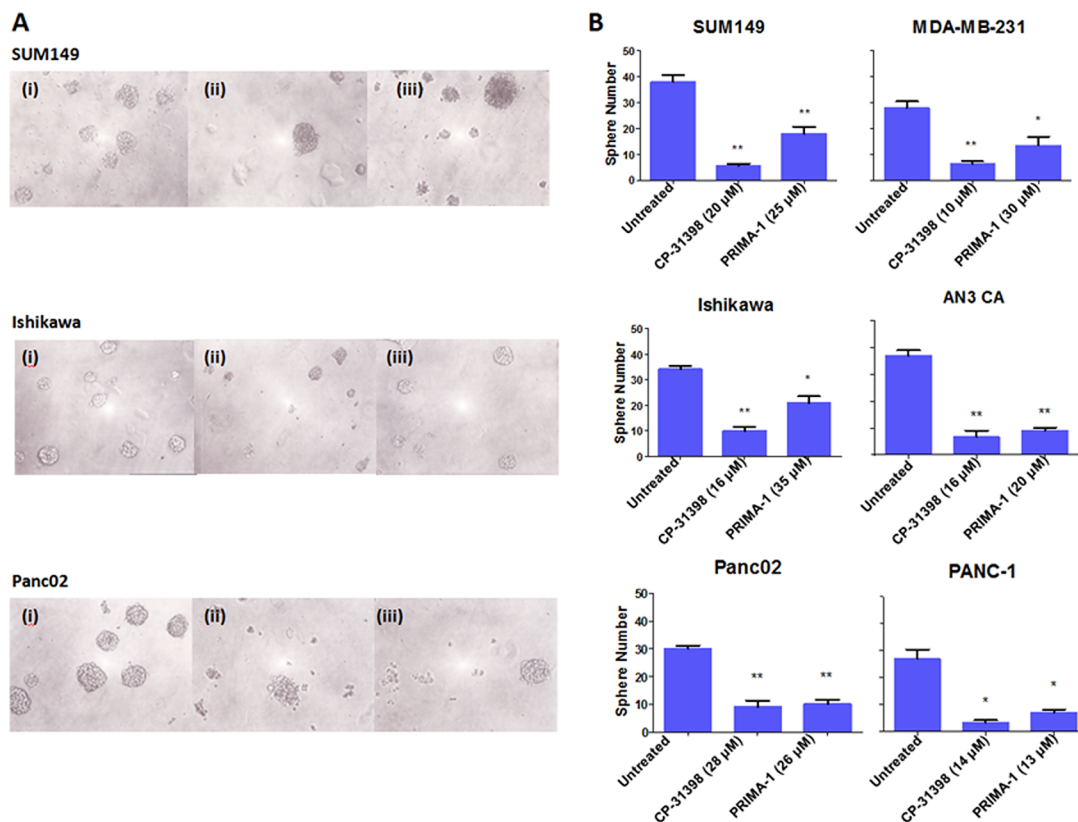 A
SUM149
(i) (ii) (iii)
Ishikawa
(i) (ii) (iii)
Panc02
(i) (ii) (iii)
B
SUM149
Sphere Number
50
40
30
20
10
0
**
**
Untreated
CP-31398 (20 µM)
PRIMA-1 (25 µM)
MDA-MB-231
**
*
Untreated
CP-31398 (10 µM)
PRIMA-1 (30 µM)
Ishikawa
Sphere Number
50
40
30
20
10
0
**
*
Untreated
CP-31398 (16 µM)
PRIMA-1 (35 µM)
AN3 CA
**
**
Untreated
CP-31398 (16 µM)
PRIMA-1 (20 µM)
Panc02
Sphere Number
50
40
30
20
10
0
**
**
Untreated
CP-31398 (28 µM)
PRIMA-1 (26 µM)
PANC-1
*
*
Untreated
CP-31398 (14 µM)
PRIMA-1 (13 µM)